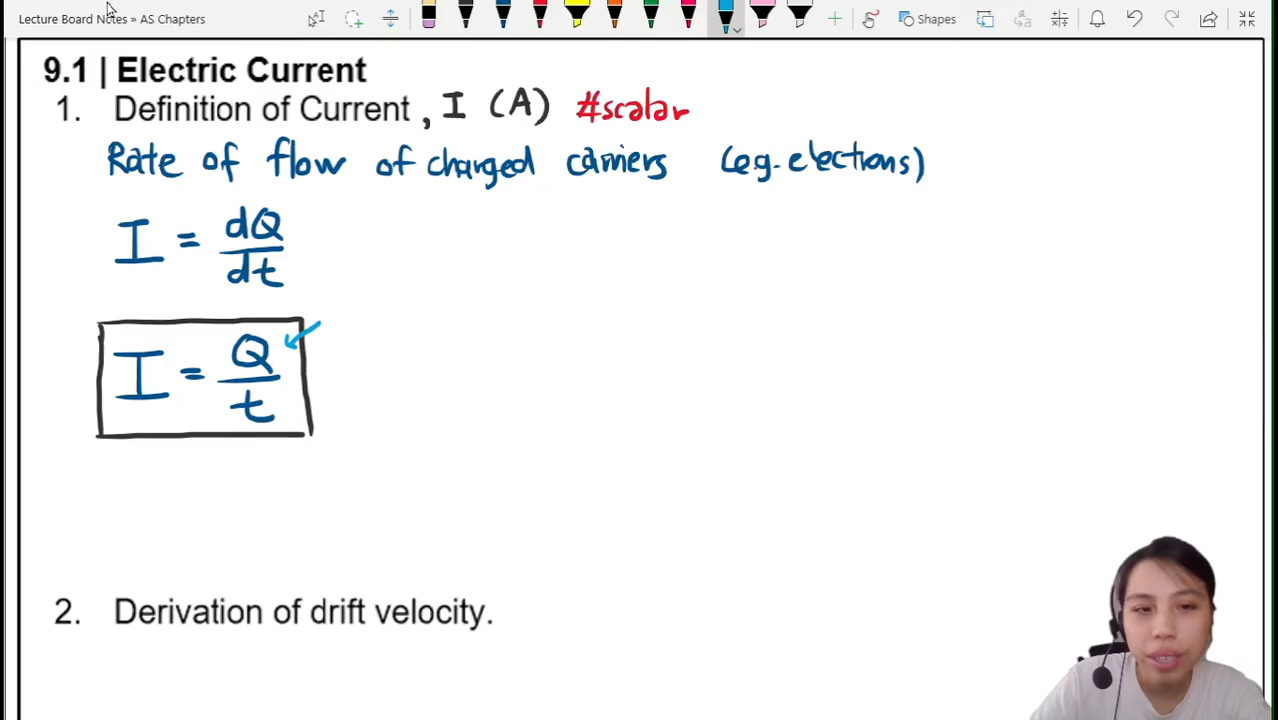 Lecture Board Notes » AS Chapters
Shapes
9.1 | Electric Current
1. Definition of Current, I (A) #scalar
Rate of flow of charged carriers (eg. electrons)
I = dQ/dt
I = Q/t
2. Derivation of drift velocity.